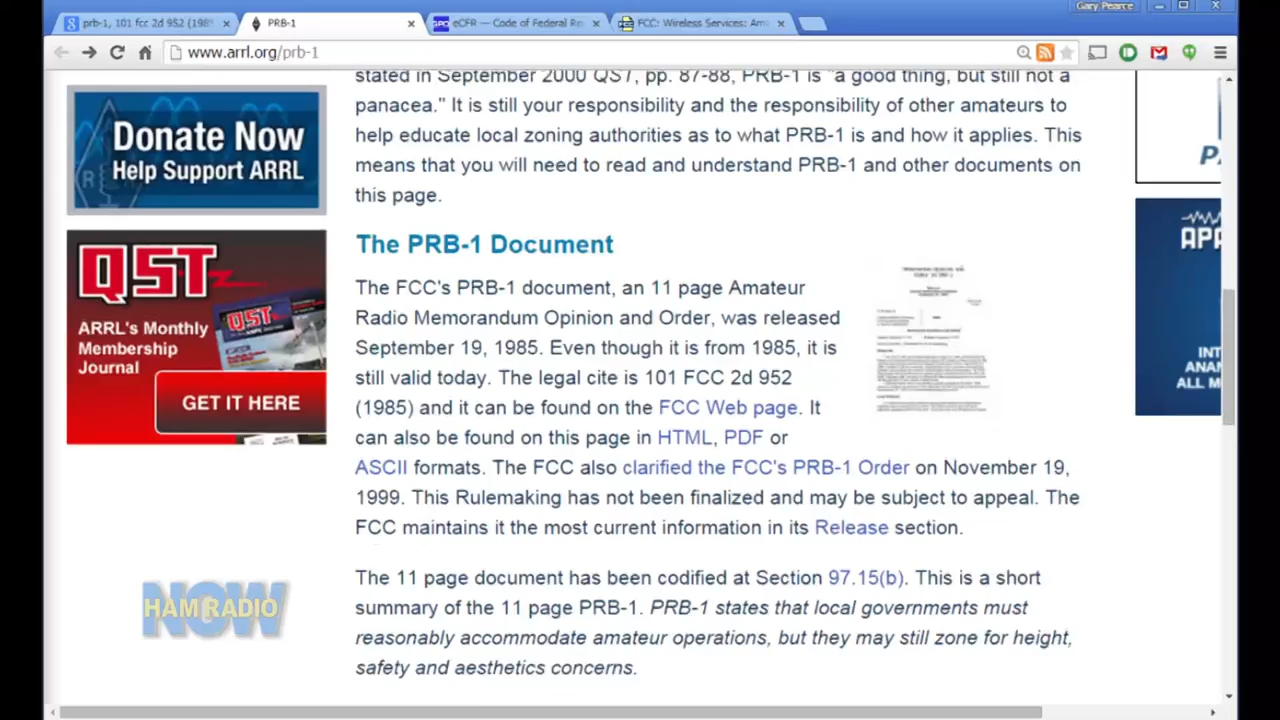 Gary Pearce
prb-1, 101 fcc 2d 952 (198
PRB-1
eCFR — Code of Federal Re
FCC: Wireless Services: Am
www.arrl.org/prb-1
stated in September 2000 QST, pp. 87-88, PRB-1 is "a good thing, but still not a
panacea." It is still your responsibility and the responsibility of other amateurs to
help educate local zoning authorities as to what PRB-1 is and how it applies. This
means that you will need to read and understand PRB-1 and other documents on
this page.
Donate Now
Help Support ARRL
QST
ARRL's Monthly
Membership
Journal
QST
GET IT HERE
The PRB-1 Document
The FCC's PRB-1 document, an 11 page Amateur
Radio Memorandum Opinion and Order, was released
September 19, 1985. Even though it is from 1985, it is
still valid today. The legal cite is 101 FCC 2d 952
(1985) and it can be found on the FCC Web page. It
can also be found on this page in HTML, PDF or
ASCII formats. The FCC also clarified the FCC's PRB-1 Order on November 19,
1999. This Rulemaking has not been finalized and may be subject to appeal. The
FCC maintains it the most current information in its Release section.
The 11 page document has been codified at Section 97.15(b). This is a short
summary of the 11 page PRB-1. PRB-1 states that local governments must
reasonably accommodate amateur operations, but they may still zone for height,
safety and aesthetics concerns.
HAM RADIO
NOW
PA
APA
INT
ANAN
ALL M